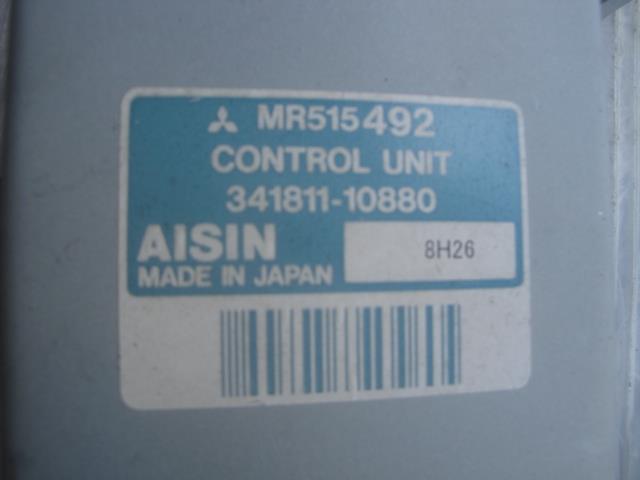 MR515492
CONTROL UNIT
341811-10880
AISIN
8H26
MADE IN JAPAN